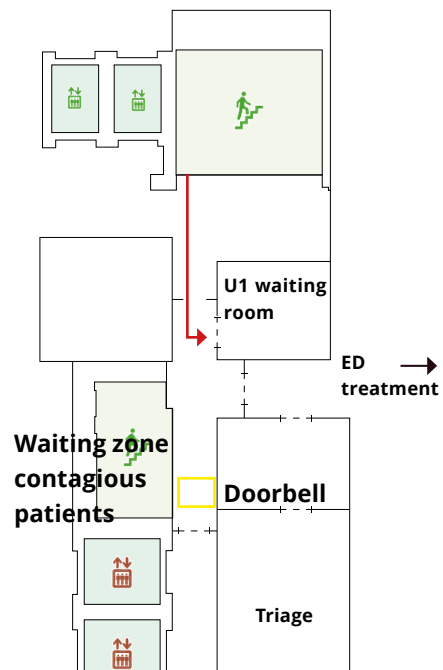 U1 waiting
room
ED
treatment
Waiting zone
contagious
patients
Doorbell
Triage